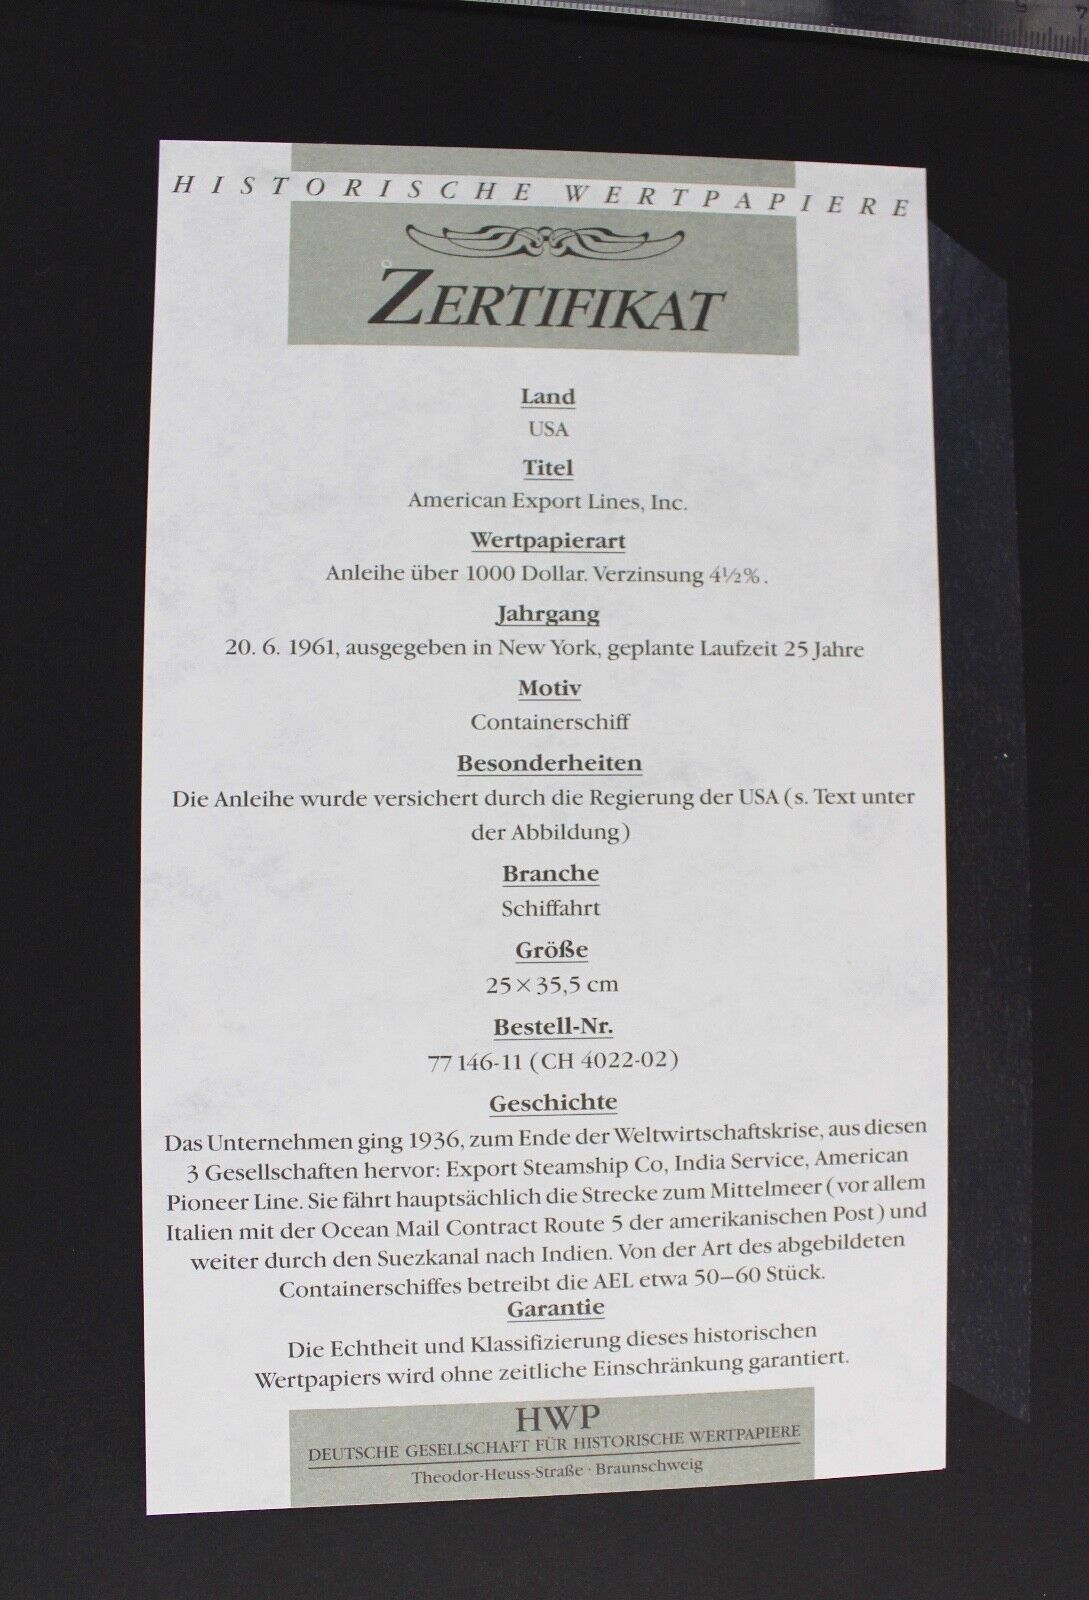 HISTORISCHE WERTPAPIERE
ZERTIFIKAT
Land
USA
Titel
American Export Lines, Inc.
Wertpapierart
Anleihe über 1000 Dollar. Verzinsung 4½%.
Jahrgang
20. 6. 1961, ausgegeben in New York, geplante Laufzeit 25 Jahre
Motiv
Containerschiff
Besonderheiten
Die Anleihe wurde versichert durch die Regierung der USA (s. Text unter
der Abbildung)
Branche
Schiffahrt
Größe
25 × 35,5 cm
Bestell-Nr.
77 146-11 (CH 4022-02)
Geschichte
Das Unternehmen ging 1936, zum Ende der Weltwirtschaftskrise, aus diesen
3 Gesellschaften hervor: Export Steamship Co, India Service, American
Pioneer Line. Sie fährt hauptsächlich die Strecke zum Mittelmeer (vor allem
Italien mit der Ocean Mail Contract Route 5 der amerikanischen Post) und
weiter durch den Suezkanal nach Indien. Von der Art des abgebildeten
Containerschiffes betreibt die AEL etwa 50–60 Stück.
Garantie
Die Echtheit und Klassifizierung dieses historischen
Wertpapiers wird ohne zeitliche Einschränkung garantiert.
HWP
DEUTSCHE GESELLSCHAFT FÜR HISTORISCHE WERTPAPIERE
Theodor-Heuss-Straße · Braunschweig